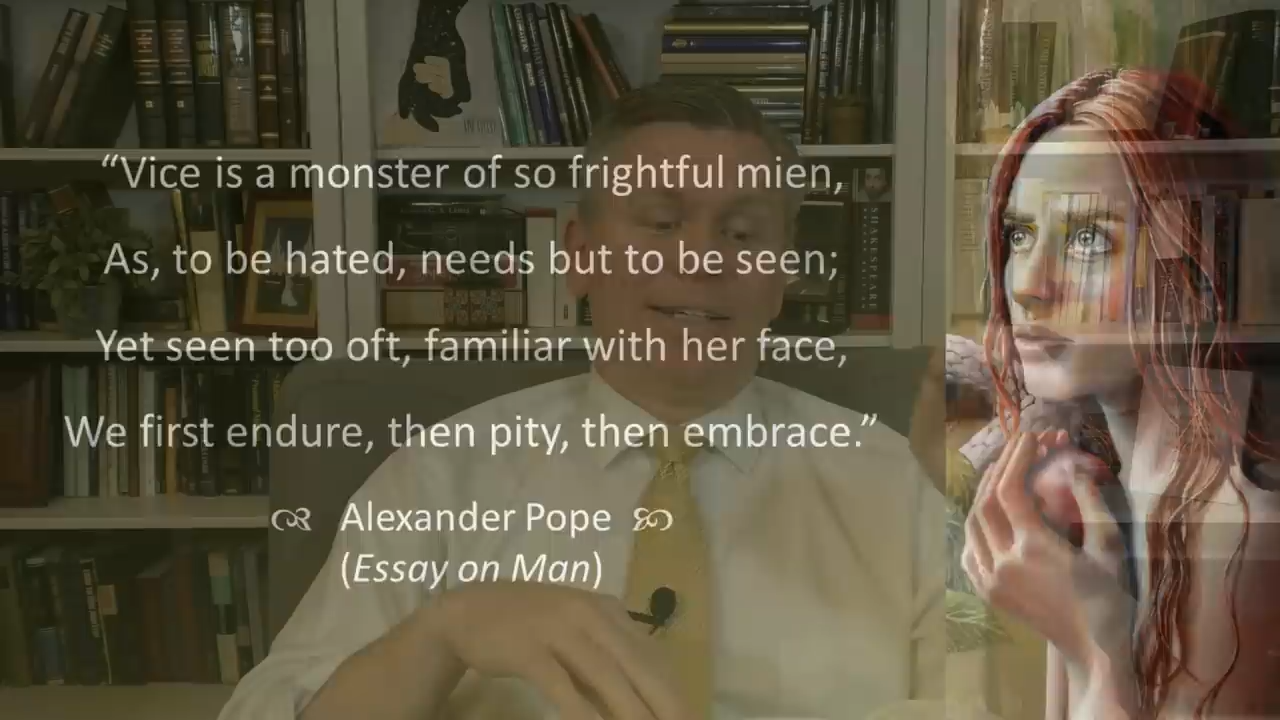 “Vice is a monster of so frightful mien,
As, to be hated, needs but to be seen;
Yet seen too oft, familiar with her face,
We first endure, then pity, then embrace.”
Alexander Pope
(Essay on Man)
SHAKESPEARE